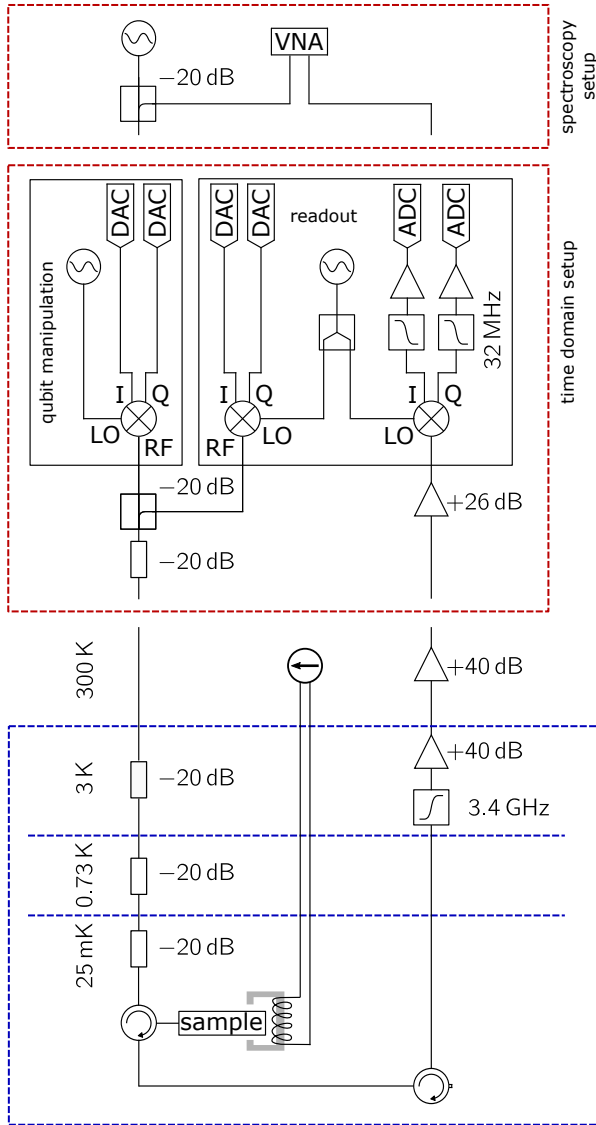 VNA
−20 dB
spectroscopy
setup
DAC
DAC
DAC
DAC
readout
ADC
ADC
qubit manipulation
32 MHz
time domain setup
I
Q
I
Q
I
Q
LO
RF
RF
LO
LO
−20 dB
+26 dB
−20 dB
300 K
+40 dB
+40 dB
3 K
−20 dB
3.4 GHz
0.73 K
−20 dB
25 mK
−20 dB
sample